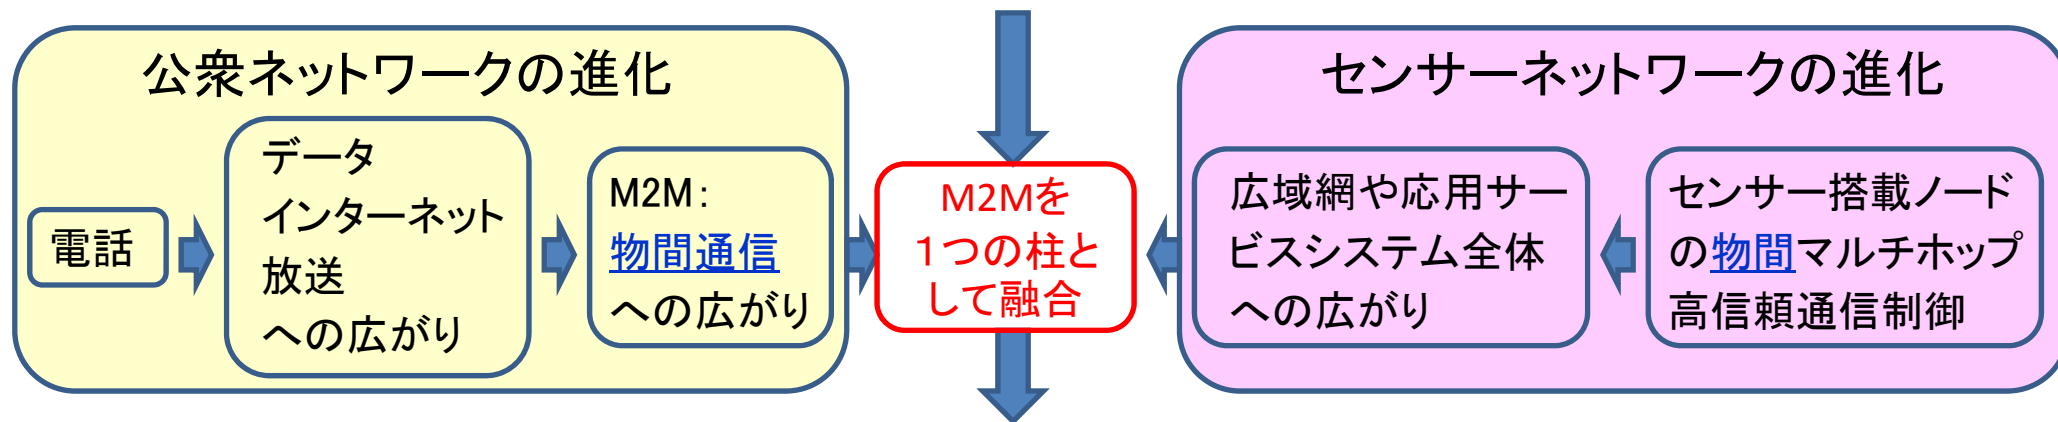 公衆ネットワークの進化
電話
データ
インターネット
放送
への広がり
M2M：
物間通信
への広がり
M2Mを
１つの柱と
して融合
センサーネットワークの進化
広域網や応用サー
ビスシステム全体
への広がり
センサー搭載ノード
の物間マルチホップ
高信頼通信制御